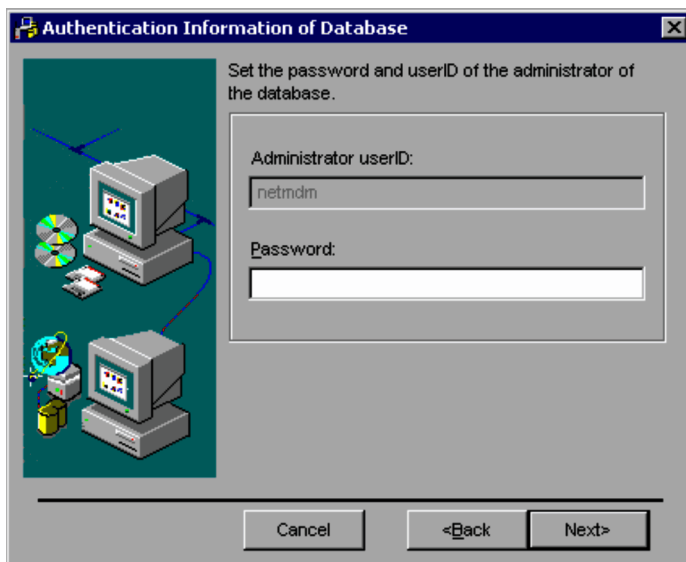 Authentication Information of Database
Set the password and userID of the administrator of
the database.
Administrator userID:
netmdm
Password:
Cancel
<Back
Next>